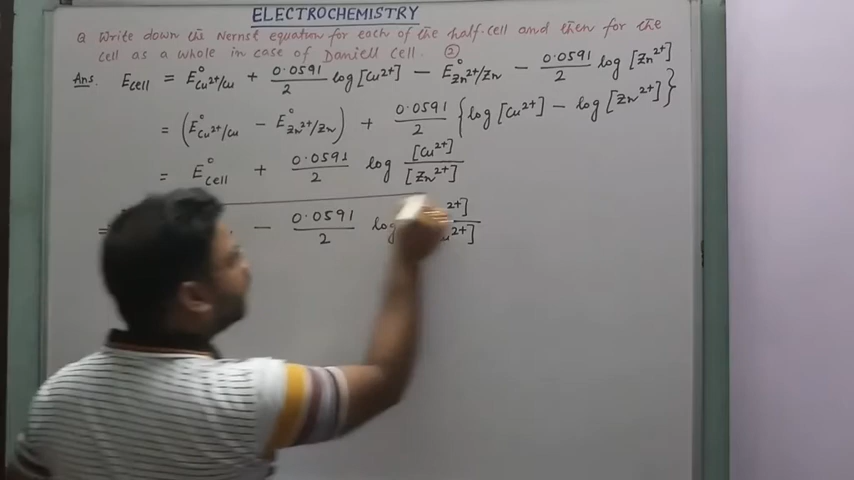 ELECTROCHEMISTRY
Q Write down the Nernst equation for each of the half-cell and then for the
cell as a whole in case of Daniell Cell. (2)
Ans. Ecell = E°Cu²⁺/Cu + 0.0591/2 log [Cu²⁺] − E°Zn²⁺/Zn − 0.0591/2 log [Zn²⁺]
= (E°Cu²⁺/Cu − E°Zn²⁺/Zn) + 0.0591/2 {log [Cu²⁺] − log [Zn²⁺]}
= E°Cell + 0.0591/2 log [Cu²⁺]/[Zn²⁺]
= − 0.0591/2 log 2+]/2+]